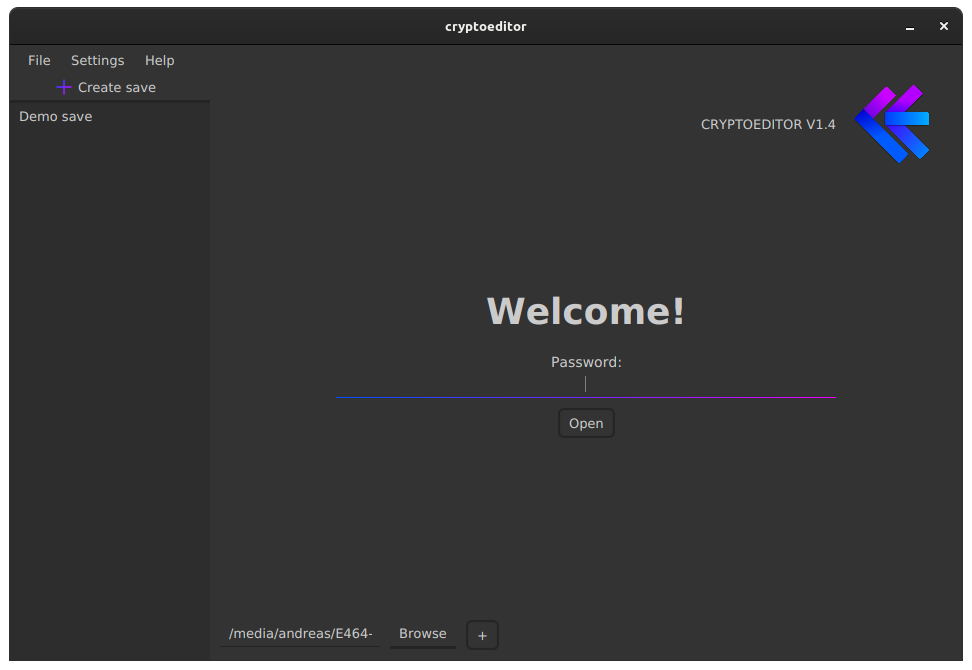 cryptoeditor
File Settings Help
Create save
Demo save
CRYPTOEDITOR V1.4
Welcome!
Password:
Open
/media/andreas/E464- Browse +